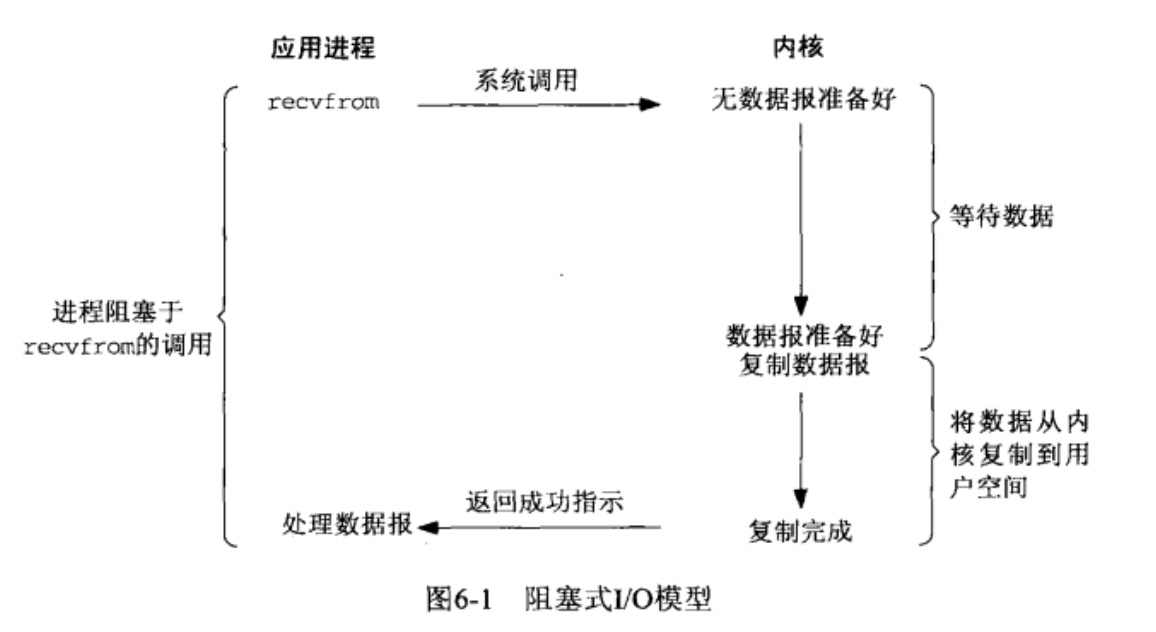 应用进程
内核
系统调用
recvfrom
无数据报准备好
等待数据
进程阻塞于
recvfrom的调用
数据报准备好
复制数据报
将数据从内
核复制到用
户空间
返回成功指示
处理数据报
复制完成
图6-1 阻塞式I/O模型